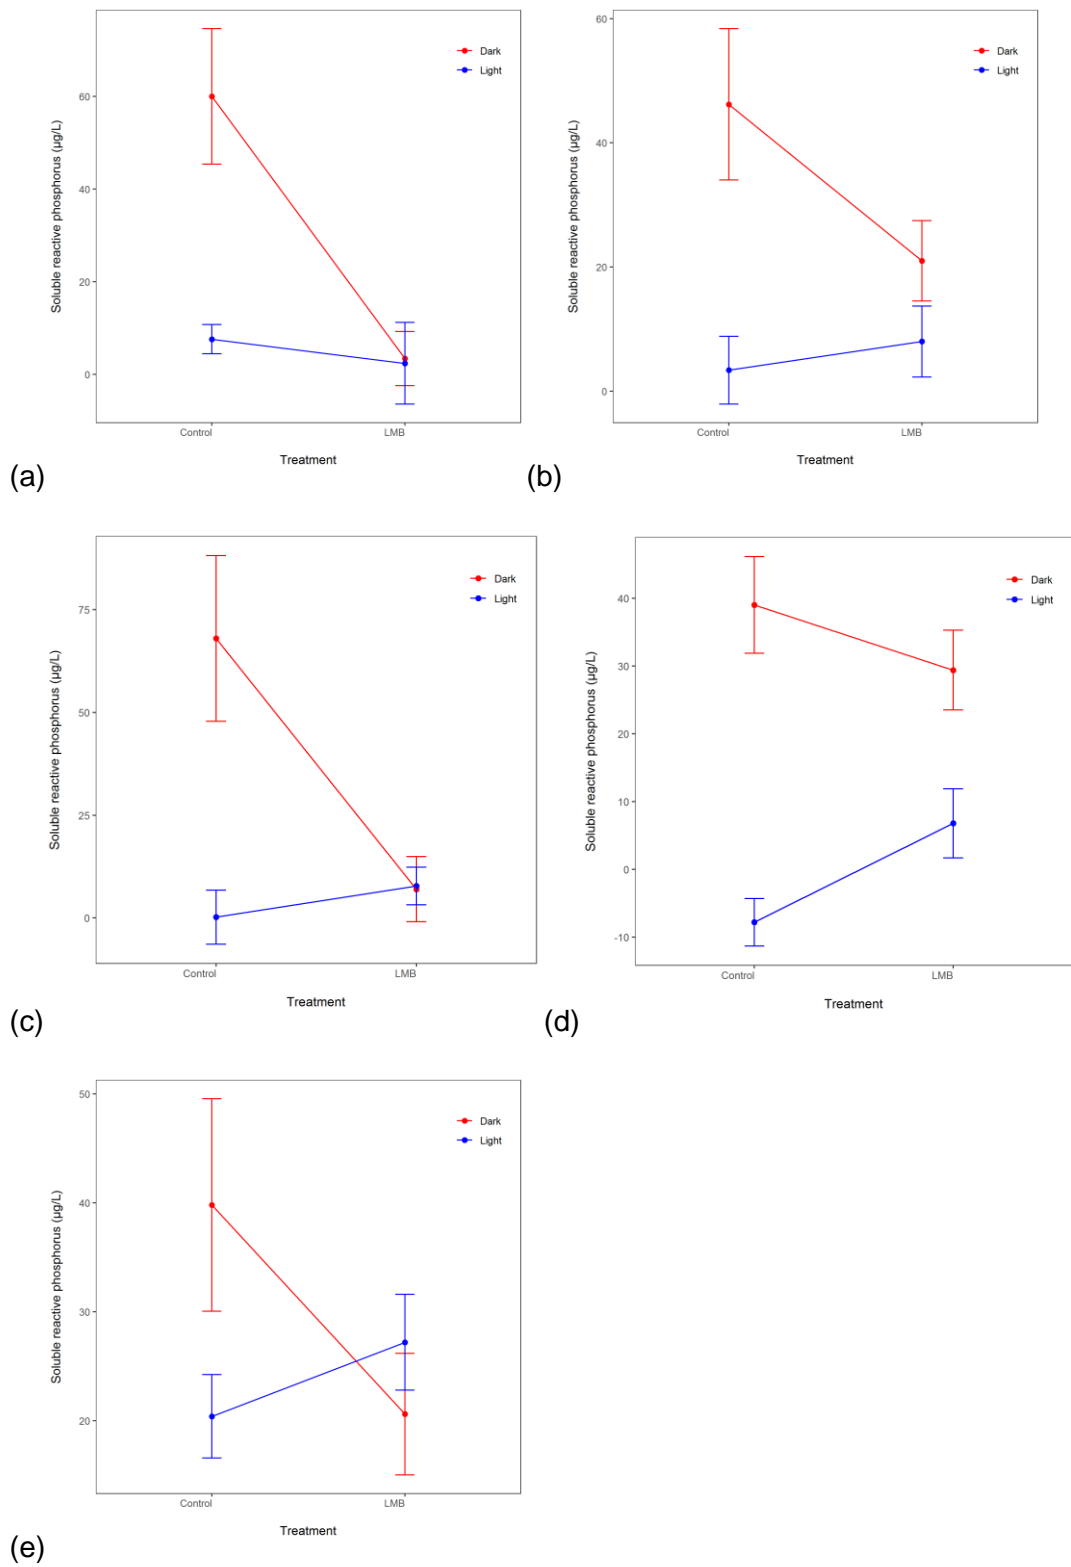 Soluble reactive phosphorus (µg/L)
60
40
20
0
Dark
Light
Control LMB
Treatment
(a)
Soluble reactive phosphorus (µg/L)
60
40
20
0
Dark
Light
Control LMB
Treatment
(b)
Soluble reactive phosphorus (µg/L)
75
50
25
0
Dark
Light
Control LMB
Treatment
(c)
Soluble reactive phosphorus (µg/L)
40
30
20
10
0
-10
Dark
Light
Control LMB
Treatment
(d)
Soluble reactive phosphorus (µg/L)
50
40
30
20
Dark
Light
Control LMB
Treatment
(e)